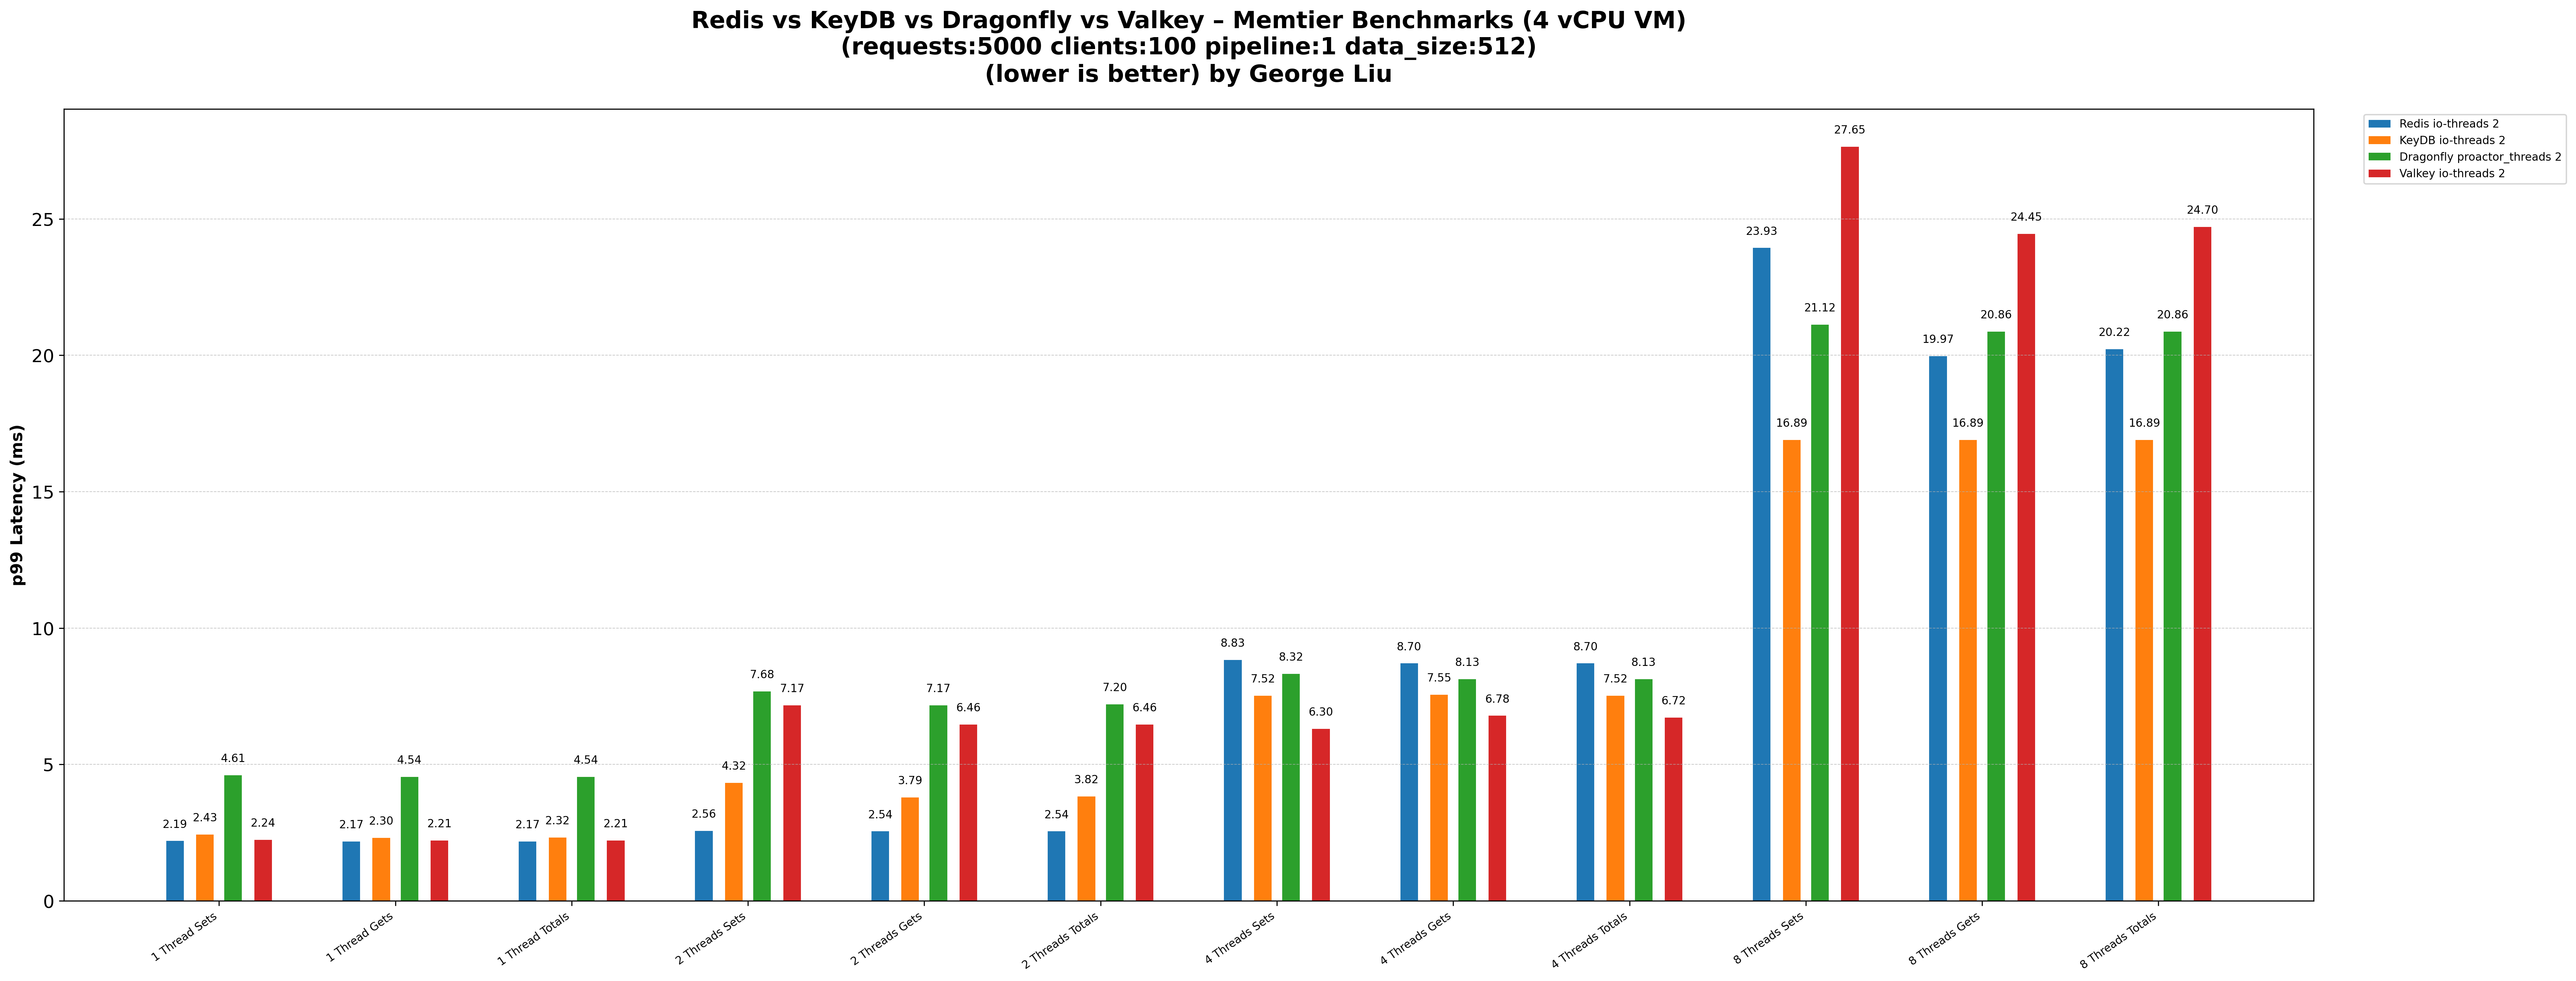 Redis vs KeyDB vs Dragonfly vs Valkey – Memtier Benchmarks (4 vCPU VM)
(requests:5000 clients:100 pipeline:1 data_size:512)
(lower is better) by George Liu
Redis io-threads 2
KeyDB io-threads 2
Dragonfly proactor_threads 2
Valkey io-threads 2
p99 Latency (ms)
25
20
15
10
5
0
2.19 2.43 4.61 2.24
2.17 2.30 4.54 2.21
2.17 2.32 4.54 2.21
2.56 4.32 7.68 7.17
2.54 3.79 7.17 6.46
2.54 3.82 7.20 6.46
8.83 7.52 8.32 6.30
8.70 7.55 8.13 6.78
8.70 7.52 8.13 6.72
23.93 16.89 21.12 27.65
19.97 16.89 20.86 24.45
20.22 16.89 20.86 24.70
1 Thread Sets
1 Thread Gets
1 Thread Totals
2 Threads Sets
2 Threads Gets
2 Threads Totals
4 Threads Sets
4 Threads Gets
4 Threads Totals
8 Threads Sets
8 Threads Gets
8 Threads Totals